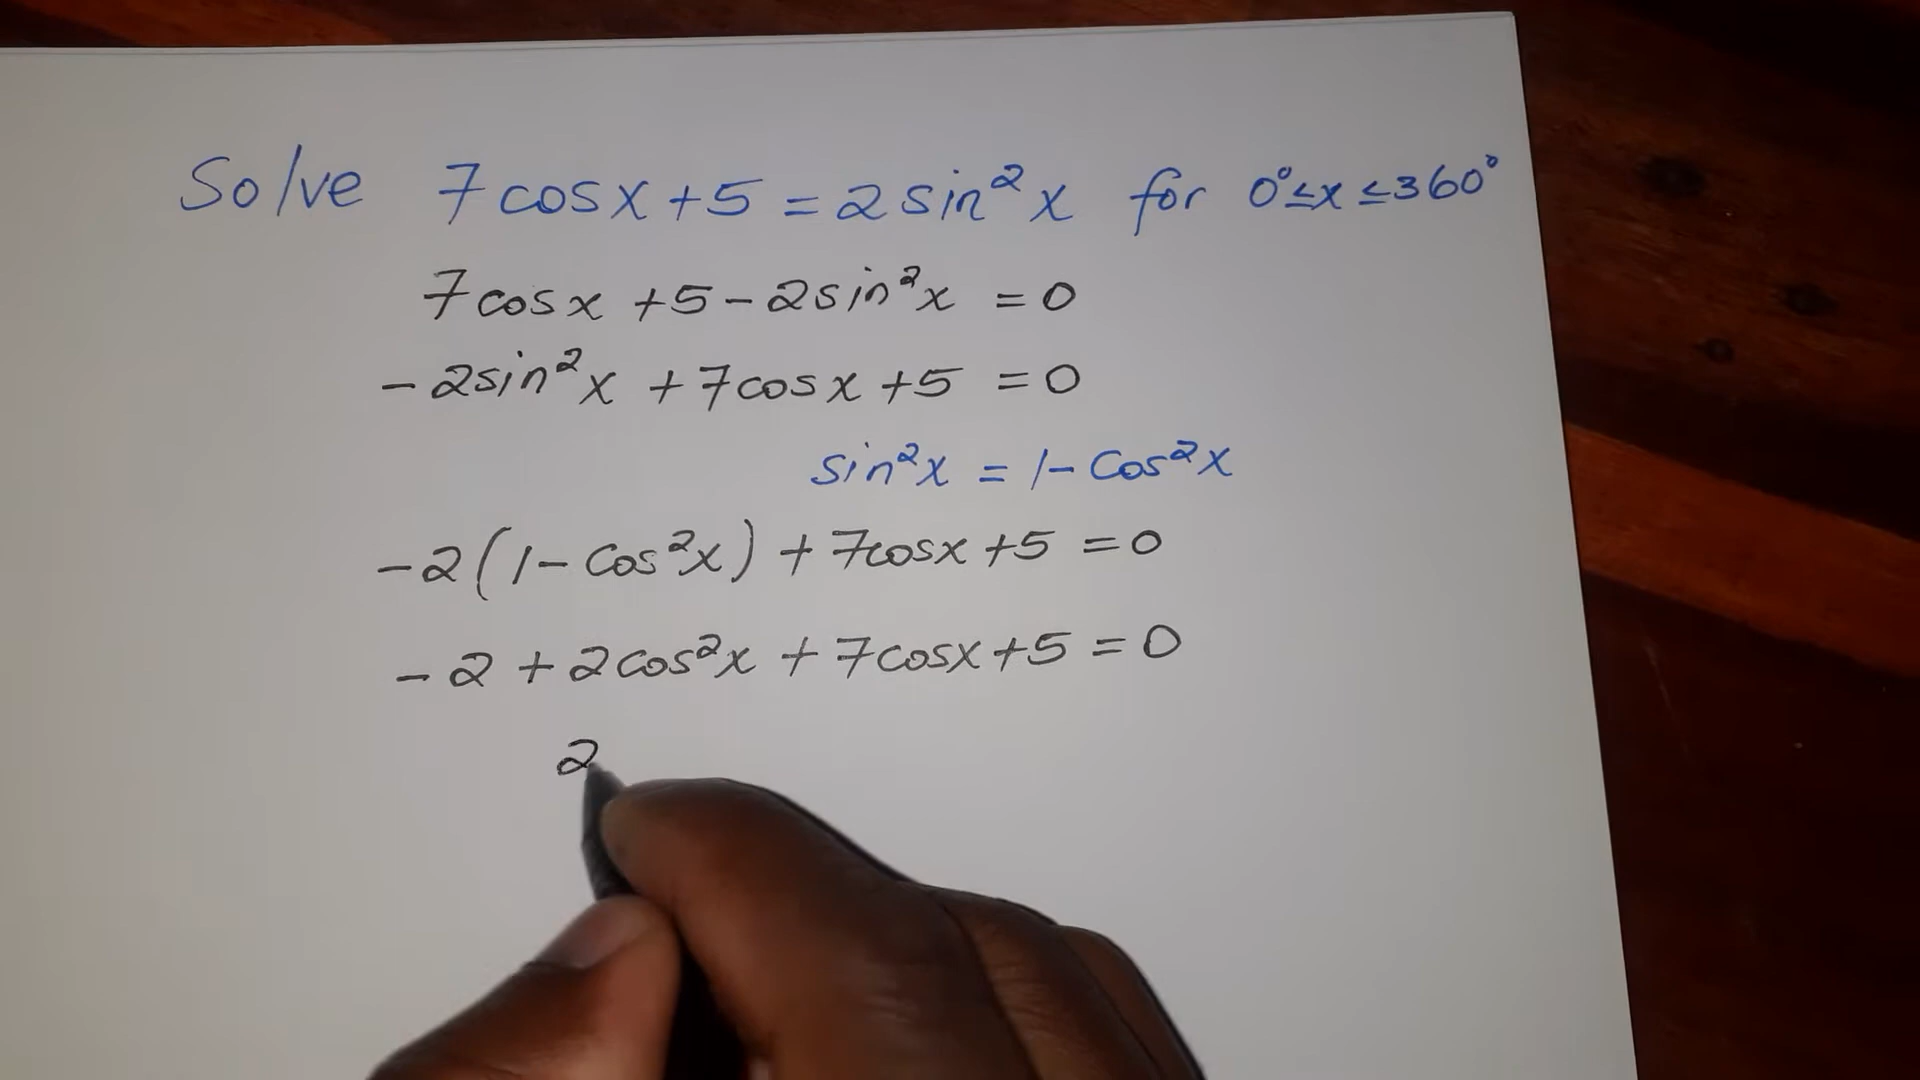 Solve 7cosx+5 = 2sin²x for 0°≤x≤360°
7cosx +5-2sin²x =0
-2sin²x +7cosx+5 =0
sin²x = 1-Cos²x
-2(1-Cos²x)+7cosx+5=0
-2+2cos²x+7cosx+5=0
2